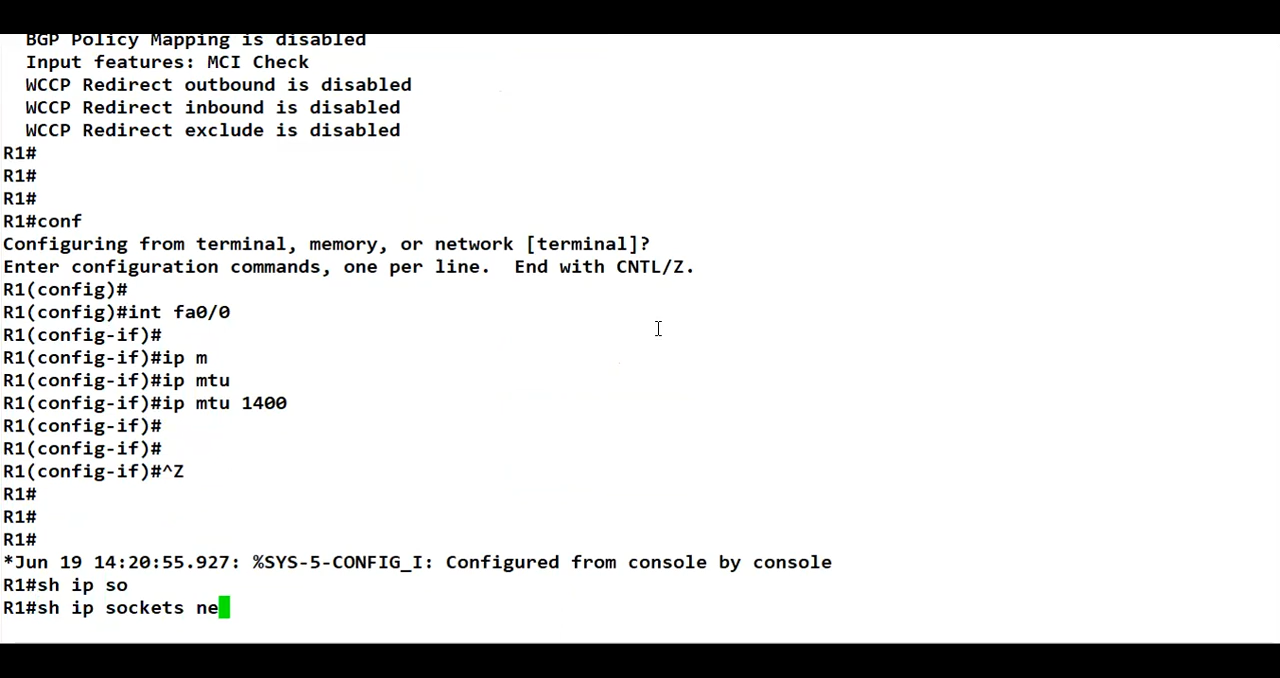 BGP Policy Mapping is disabled
Input features: MCI Check
WCCP Redirect outbound is disabled
WCCP Redirect inbound is disabled
WCCP Redirect exclude is disabled
R1#
R1#
R1#
R1#conf
Configuring from terminal, memory, or network [terminal]?
Enter configuration commands, one per line.  End with CNTL/Z.
R1(config)#
R1(config)#int fa0/0
R1(config-if)#
R1(config-if)#ip m
R1(config-if)#ip mtu
R1(config-if)#ip mtu 1400
R1(config-if)#
R1(config-if)#
R1(config-if)#^Z
R1#
R1#
R1#
*Jun 19 14:20:55.927: %SYS-5-CONFIG_I: Configured from console by console
R1#sh ip so
R1#sh ip sockets ne